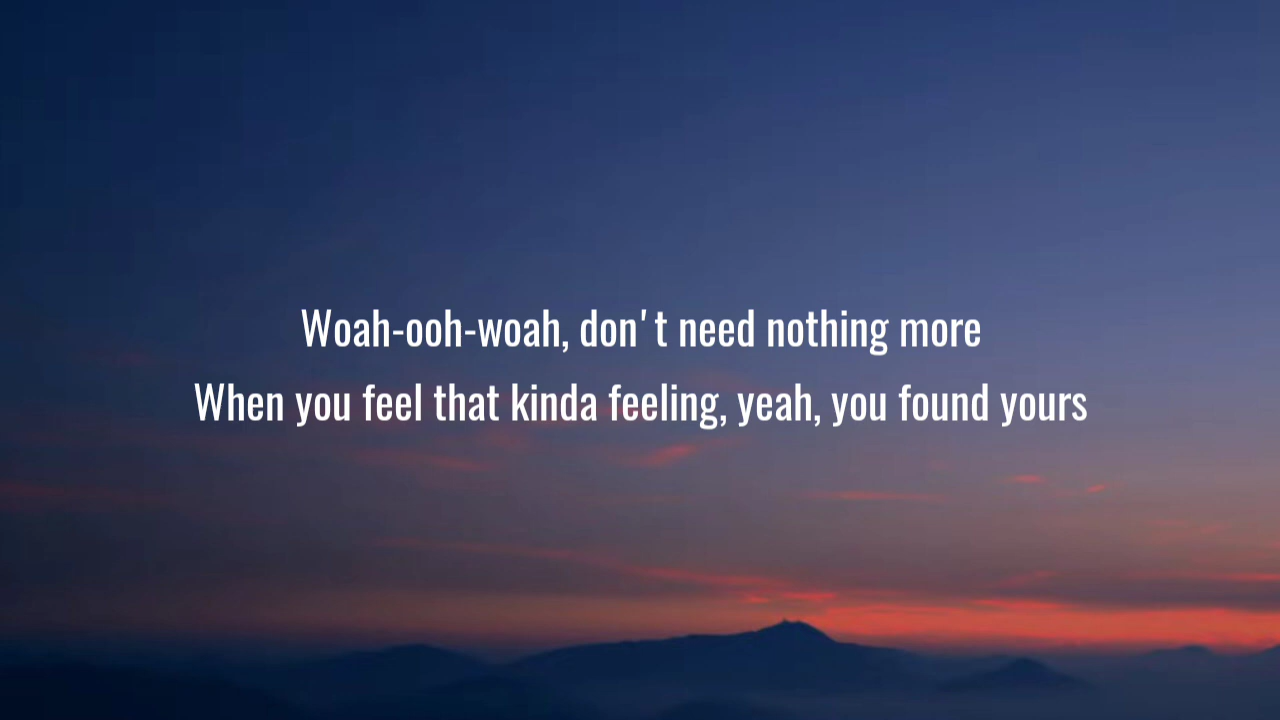 Woah-ooh-woah, don't need nothing more
When you feel that kinda feeling, yeah, you found yours